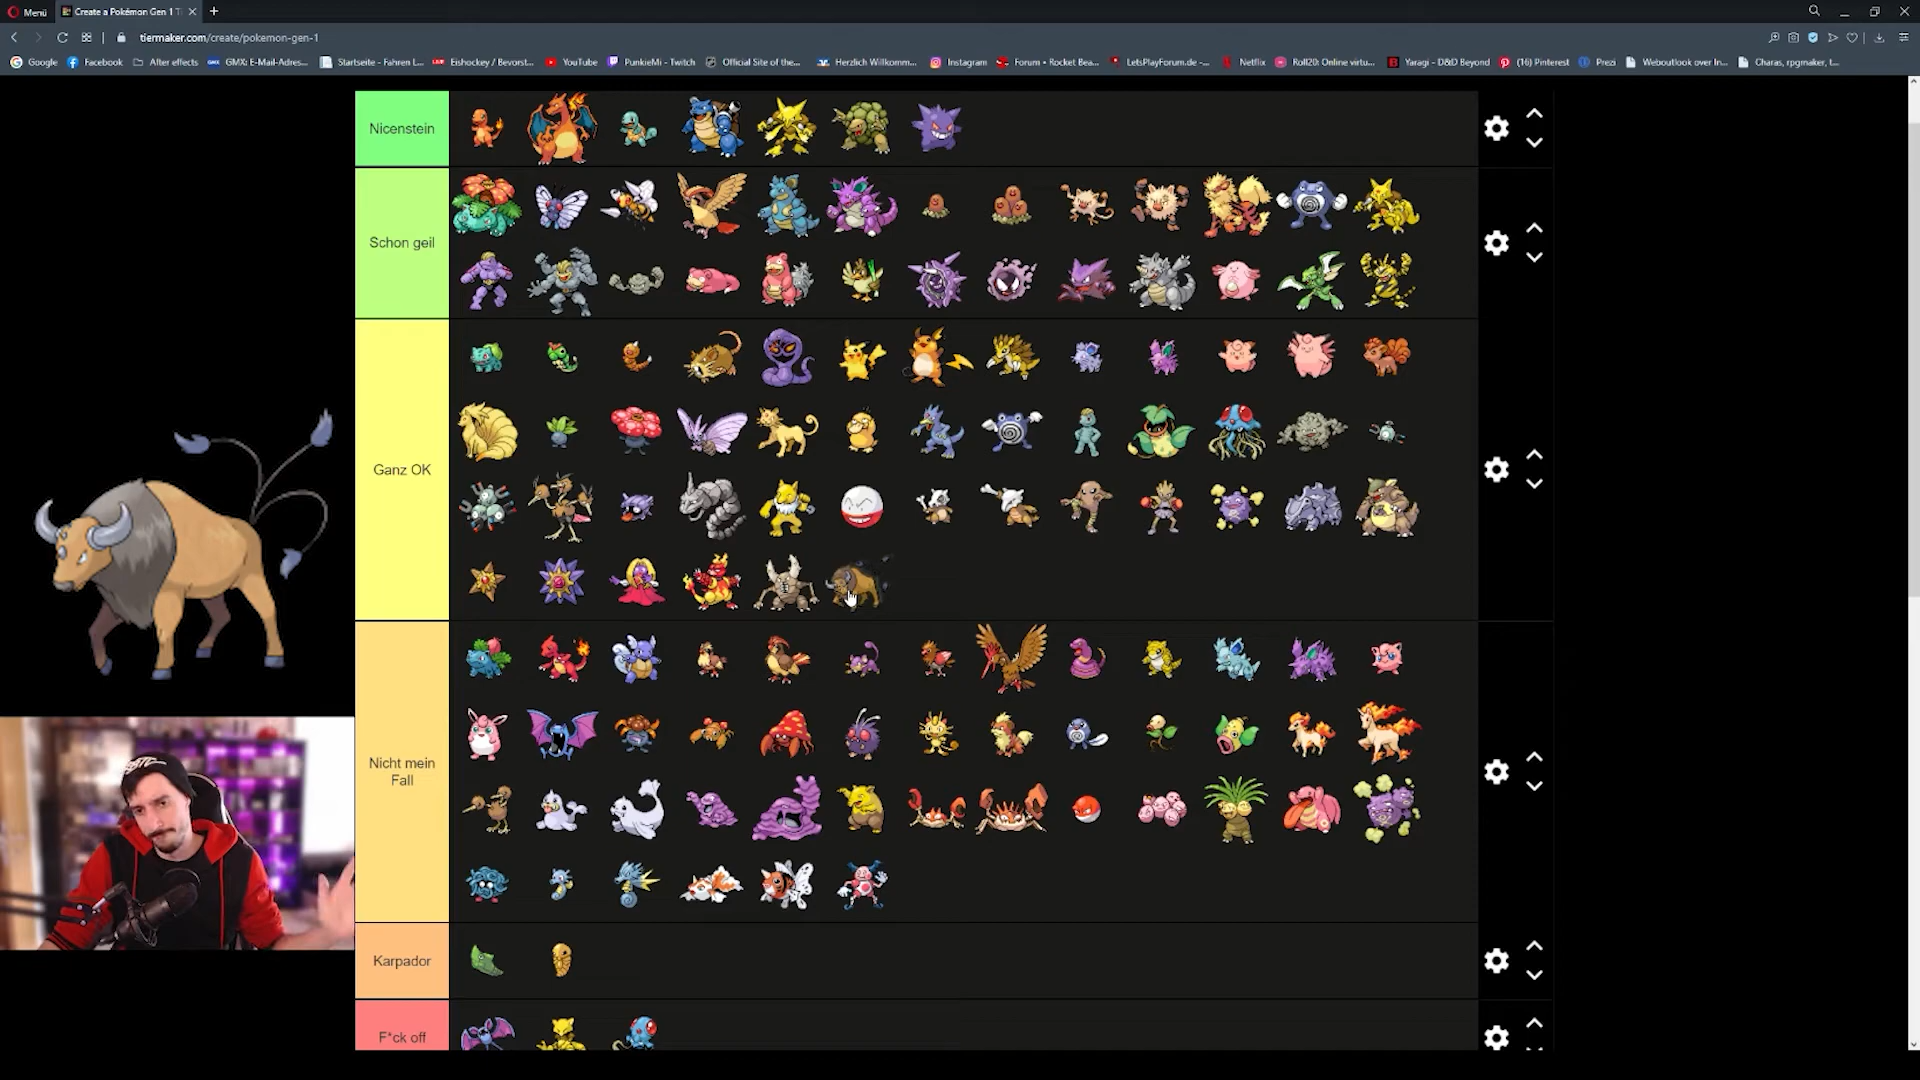 Menü
Create a Pokémon Gen 1 T
tiermaker.com/create/pokemon-gen-1
Google
Facebook
After effects
GMX: E-Mail-Adres...
Startseite - Fahren L...
Eishockey / Bevorst...
YouTube
PunkieMi - Twitch
Official Site of the...
Herzlich Willkomm...
Instagram
Forum • Rocket Bea...
LetsPlayForum.de -...
Netflix
Roll20: Online virtu...
Yaragi - D&D Beyond
(16) Pinterest
Prezi
Weboutlook over In...
Charas, rpgmaker, t...
Nicenstein
Schon geil
Ganz OK
Nicht mein
Fall
Karpador
F*ck off